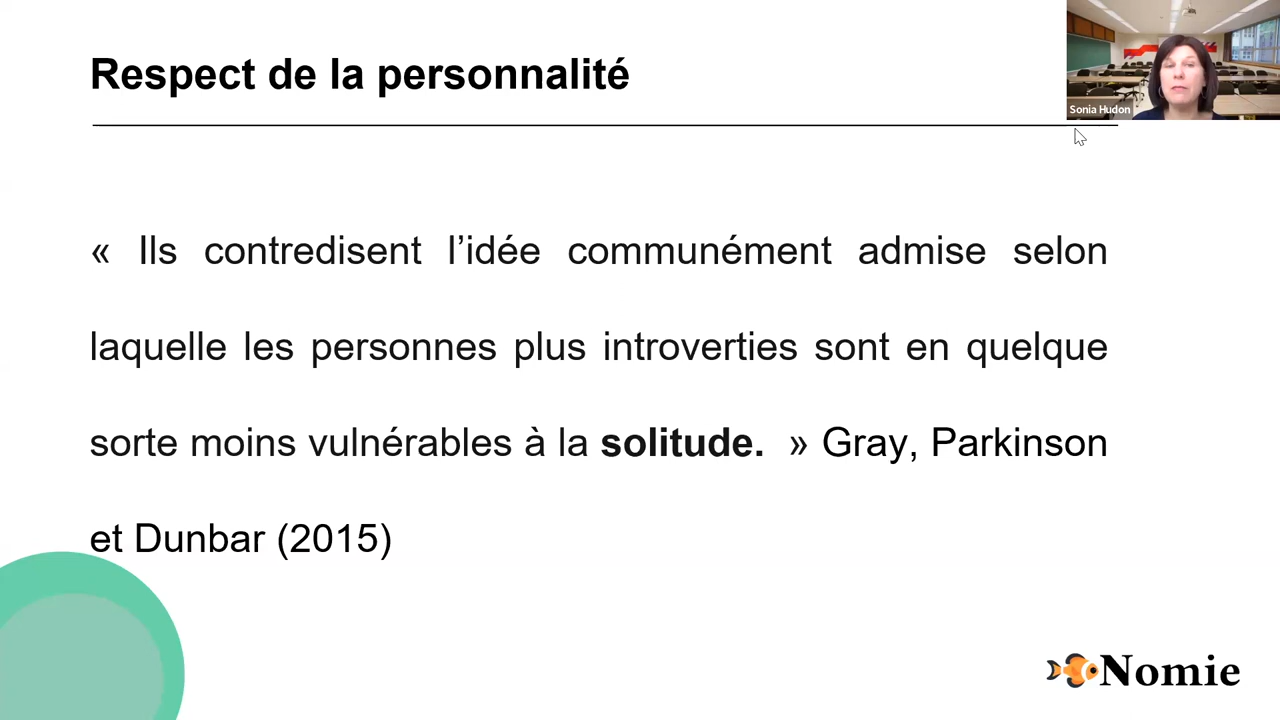 Respect de la personnalité
Sonia Hudon
« Ils contredisent l’idée communément admise selon
laquelle les personnes plus introverties sont en quelque
sorte moins vulnérables à la solitude. » Gray, Parkinson
et Dunbar (2015)
Nomie